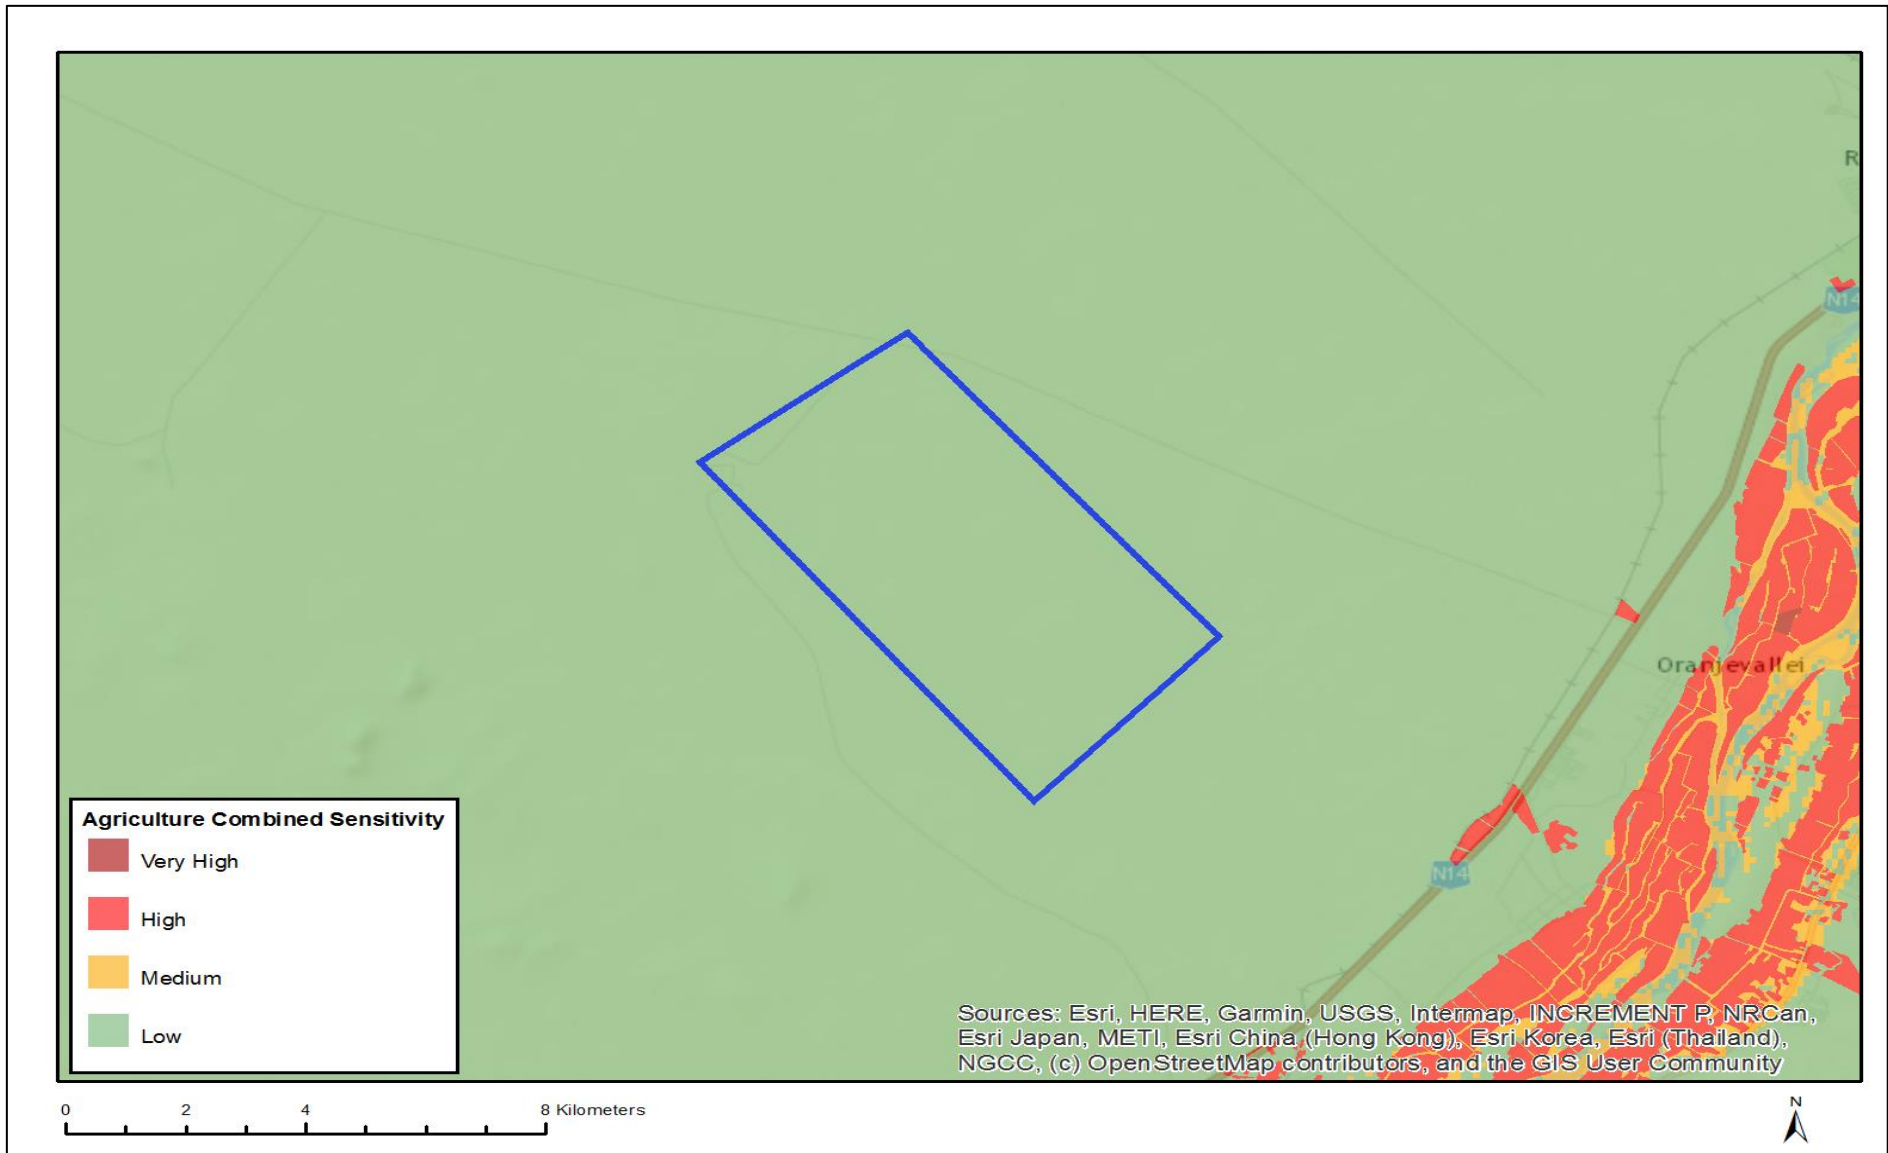 R
N14
Oranjevallei
N14
Agriculture Combined Sensitivity
Very High
High
Medium
Low
Sources: Esri, HERE, Garmin, USGS, Intermap, INCREMENT P, NRCan,
Esri Japan, METI, Esri China (Hong Kong), Esri Korea, Esri (Thailand),
NGCC, (c) OpenStreetMap contributors, and the GIS User Community
0 2 4 8 Kilometers
N